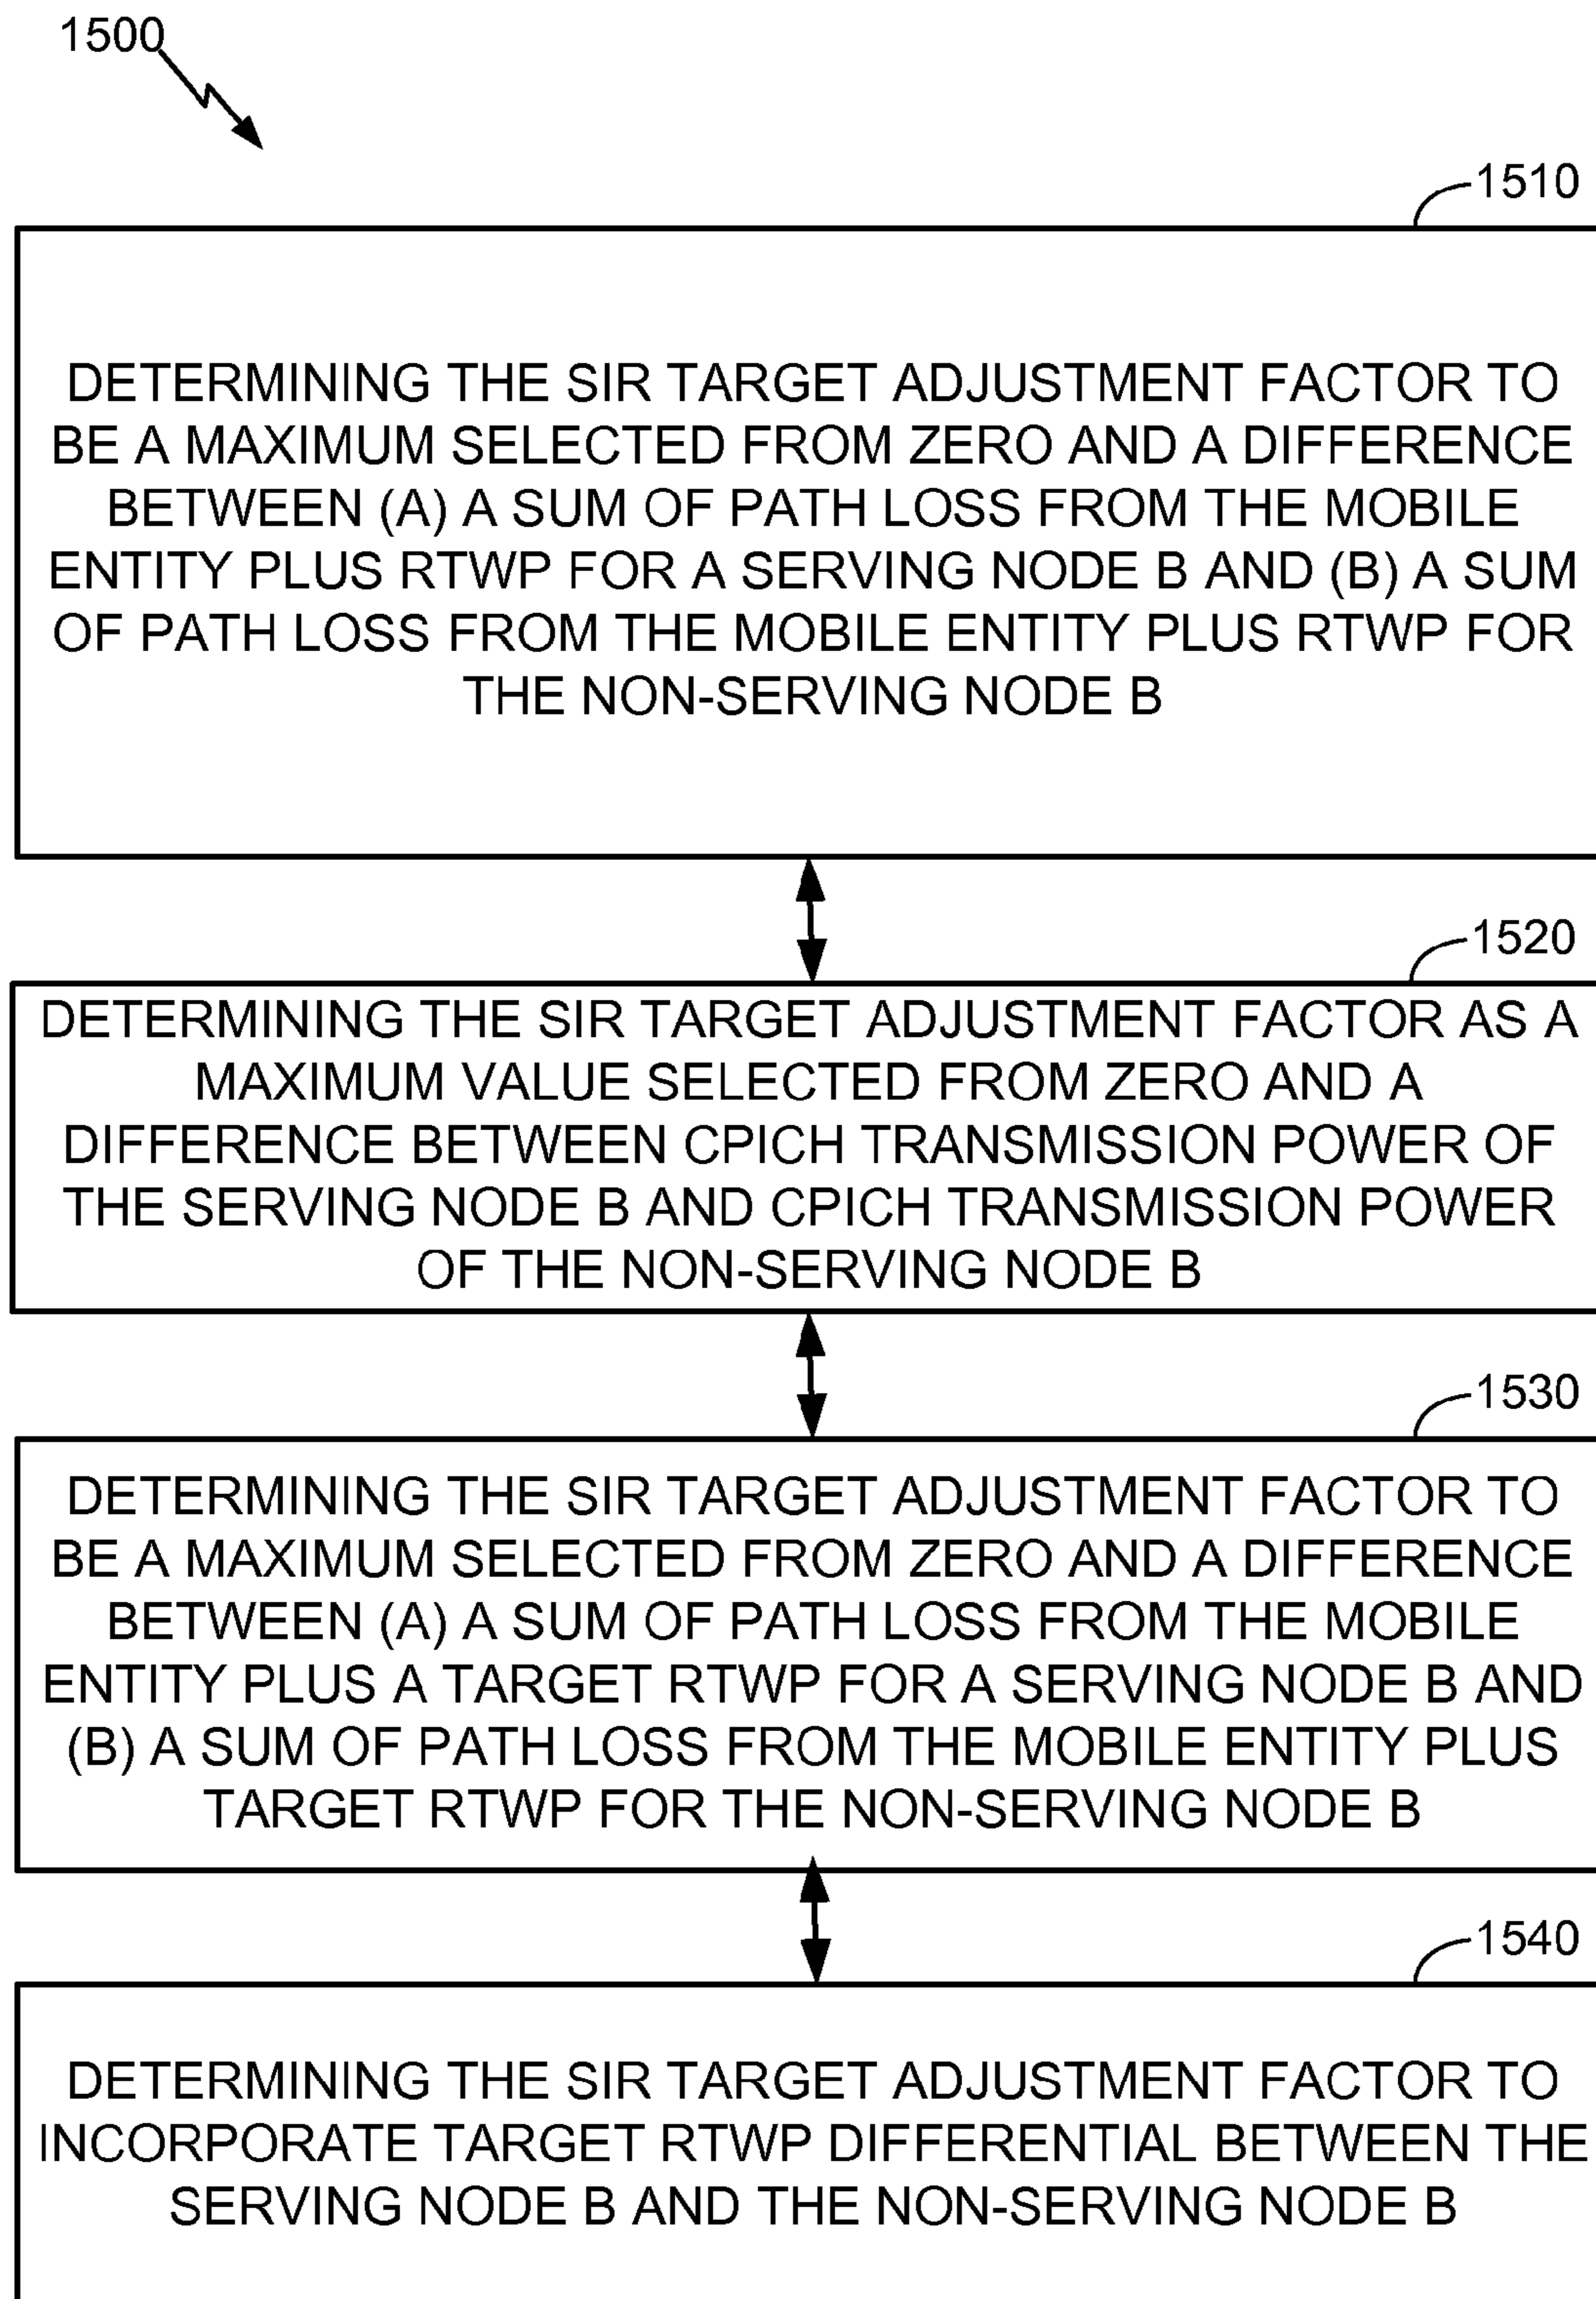 1500
1510
DETERMINING THE SIR TARGET ADJUSTMENT FACTOR TO
BE A MAXIMUM SELECTED FROM ZERO AND A DIFFERENCE
BETWEEN (A) A SUM OF PATH LOSS FROM THE MOBILE
ENTITY PLUS RTWP FOR A SERVING NODE B AND (B) A SUM
OF PATH LOSS FROM THE MOBILE ENTITY PLUS RTWP FOR
THE NON-SERVING NODE B
1520
DETERMINING THE SIR TARGET ADJUSTMENT FACTOR AS A
MAXIMUM VALUE SELECTED FROM ZERO AND A
DIFFERENCE BETWEEN CPICH TRANSMISSION POWER OF
THE SERVING NODE B AND CPICH TRANSMISSION POWER
OF THE NON-SERVING NODE B
1530
DETERMINING THE SIR TARGET ADJUSTMENT FACTOR TO
BE A MAXIMUM SELECTED FROM ZERO AND A DIFFERENCE
BETWEEN (A) A SUM OF PATH LOSS FROM THE MOBILE
ENTITY PLUS A TARGET RTWP FOR A SERVING NODE B AND
(B) A SUM OF PATH LOSS FROM THE MOBILE ENTITY PLUS
TARGET RTWP FOR THE NON-SERVING NODE B
1540
DETERMINING THE SIR TARGET ADJUSTMENT FACTOR TO
INCORPORATE TARGET RTWP DIFFERENTIAL BETWEEN THE
SERVING NODE B AND THE NON-SERVING NODE B